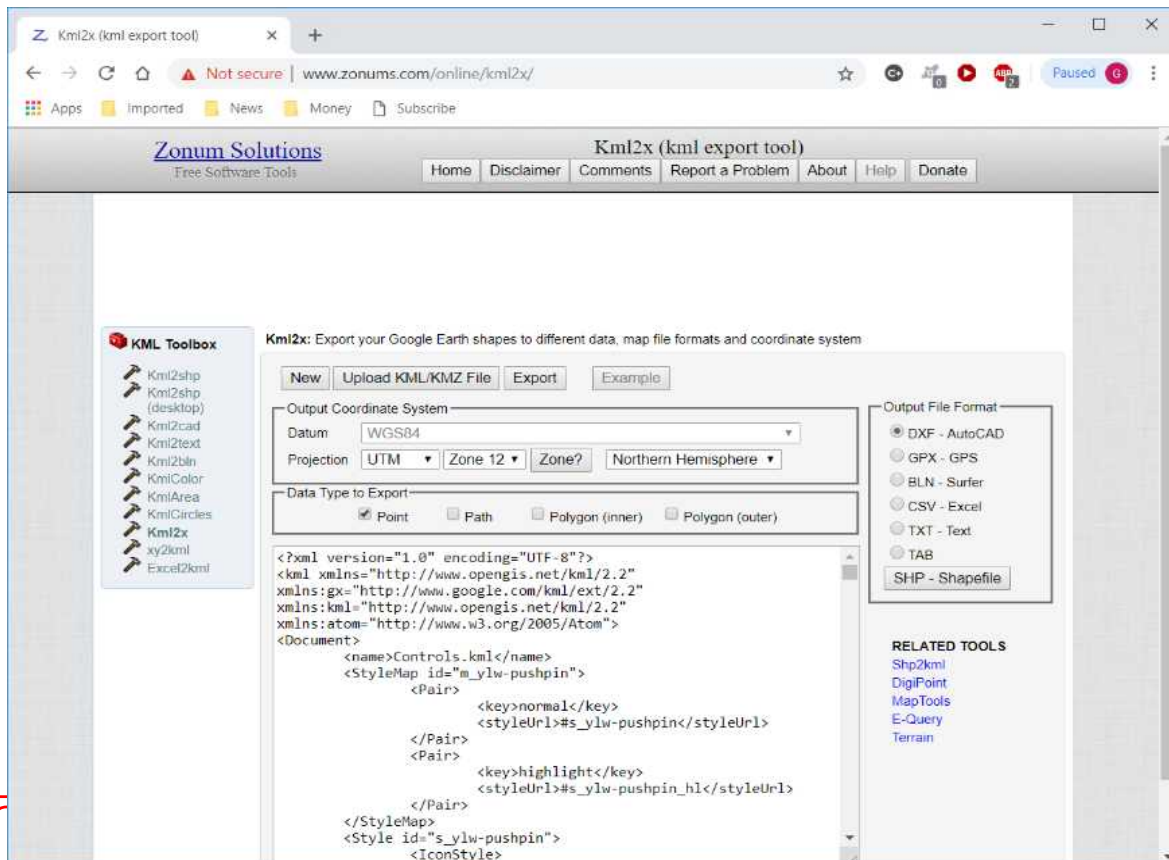 Kml2x (kml export tool)
Not secure | www.zonums.com/online/kml2x/
ABP
0
2
Paused
G
Apps
Imported
News
Money
Subscribe
Zonum Solutions
Free Software Tools
Kml2x (kml export tool)
Home
Disclaimer
Comments
Report a Problem
About
Help
Donate
KML Toolbox
Kml2shp
Kml2shp
(desktop)
Kml2cad
Kml2text
Kml2bln
KmlColor
KmlArea
KmlCircles
Kml2x
xy2kml
Excel2kml
Kml2x: Export your Google Earth shapes to different data, map file formats and coordinate system
New
Upload KML/KMZ File
Export
Example
Output Coordinate System
Datum WGS84
Projection UTM Zone 12 Zone? Northern Hemisphere
Data Type to Export
Point Path Polygon (inner) Polygon (outer)
<?xml version="1.0" encoding="UTF-8"?>
<kml xmlns="http://www.opengis.net/kml/2.2"
xmlns:gx="http://www.google.com/kml/ext/2.2"
xmlns:kml="http://www.opengis.net/kml/2.2"
xmlns:atom="http://www.w3.org/2005/Atom">
<Document>
<name>Controls.kml</name>
<StyleMap id="m_ylw-pushpin">
<Pair>
<key>normal</key>
<styleUrl>#s_ylw-pushpin</styleUrl>
</Pair>
<Pair>
<key>highlight</key>
<styleUrl>#s_ylw-pushpin_hl</styleUrl>
</Pair>
</StyleMap>
<Style id="s_ylw-pushpin">
<IconStyle>
Output File Format
DXF - AutoCAD
GPX - GPS
BLN - Surfer
CSV - Excel
TXT - Text
TAB
SHP - Shapefile
RELATED TOOLS
Shp2kml
DigiPoint
MapTools
E-Query
Terrain